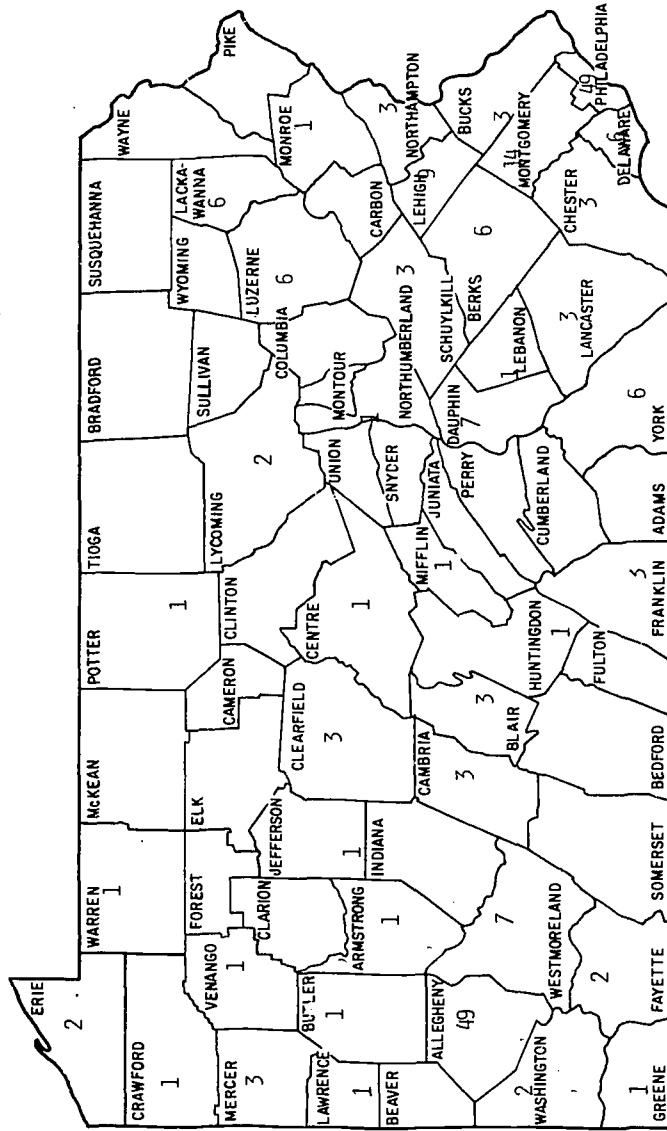 ERIE
2
CRAWFORD
1
WARREN
1
McKEAN
POTTER
1
TIOGA
BRADFORD
SUSQUEHANNA
WAYNE
PIKE
MERCER
3
VENANGO
1
FOREST
ELK
CAMERON
CLINTON
LYCOMING
2
SULLIVAN
WYOMING
LACKA-
WANNA
6
LUZERNE
6
MONROE
1
LAWRENCE
1
BUTLER
1
CLARION
JEFFERSON
1
CLEARFIELD
3
CENTRE
1
UNION
COLUMBIA
MONTOUR
CARBON
NORTHAMPTON
3
BEAVER
ARMSTRONG
1
INDIANA
CAMBRIA
3
BLAIR
3
HUNTINGDON
1
MIFFLIN
1
SNYDER
JUNIATA
PERRY
NORTHUMBERLAND
1
SCHUYLKILL
3
LEHIGH
9
BUCKS
3
ALLEGHENY
49
WESTMORELAND
7
DAUPHIN
7
LEBANON
1
BERKS
6
MONTGOMERY
14
PHILADELPHIA
49
WASHINGTON
2
CUMBERLAND
LANCASTER
3
CHESTER
3
DELAWARE
6
GREENE
1
FAYETTE
2
SOMERSET
BEDFORD
FULTON
FRANKLIN
3
ADAMS
YORK
6